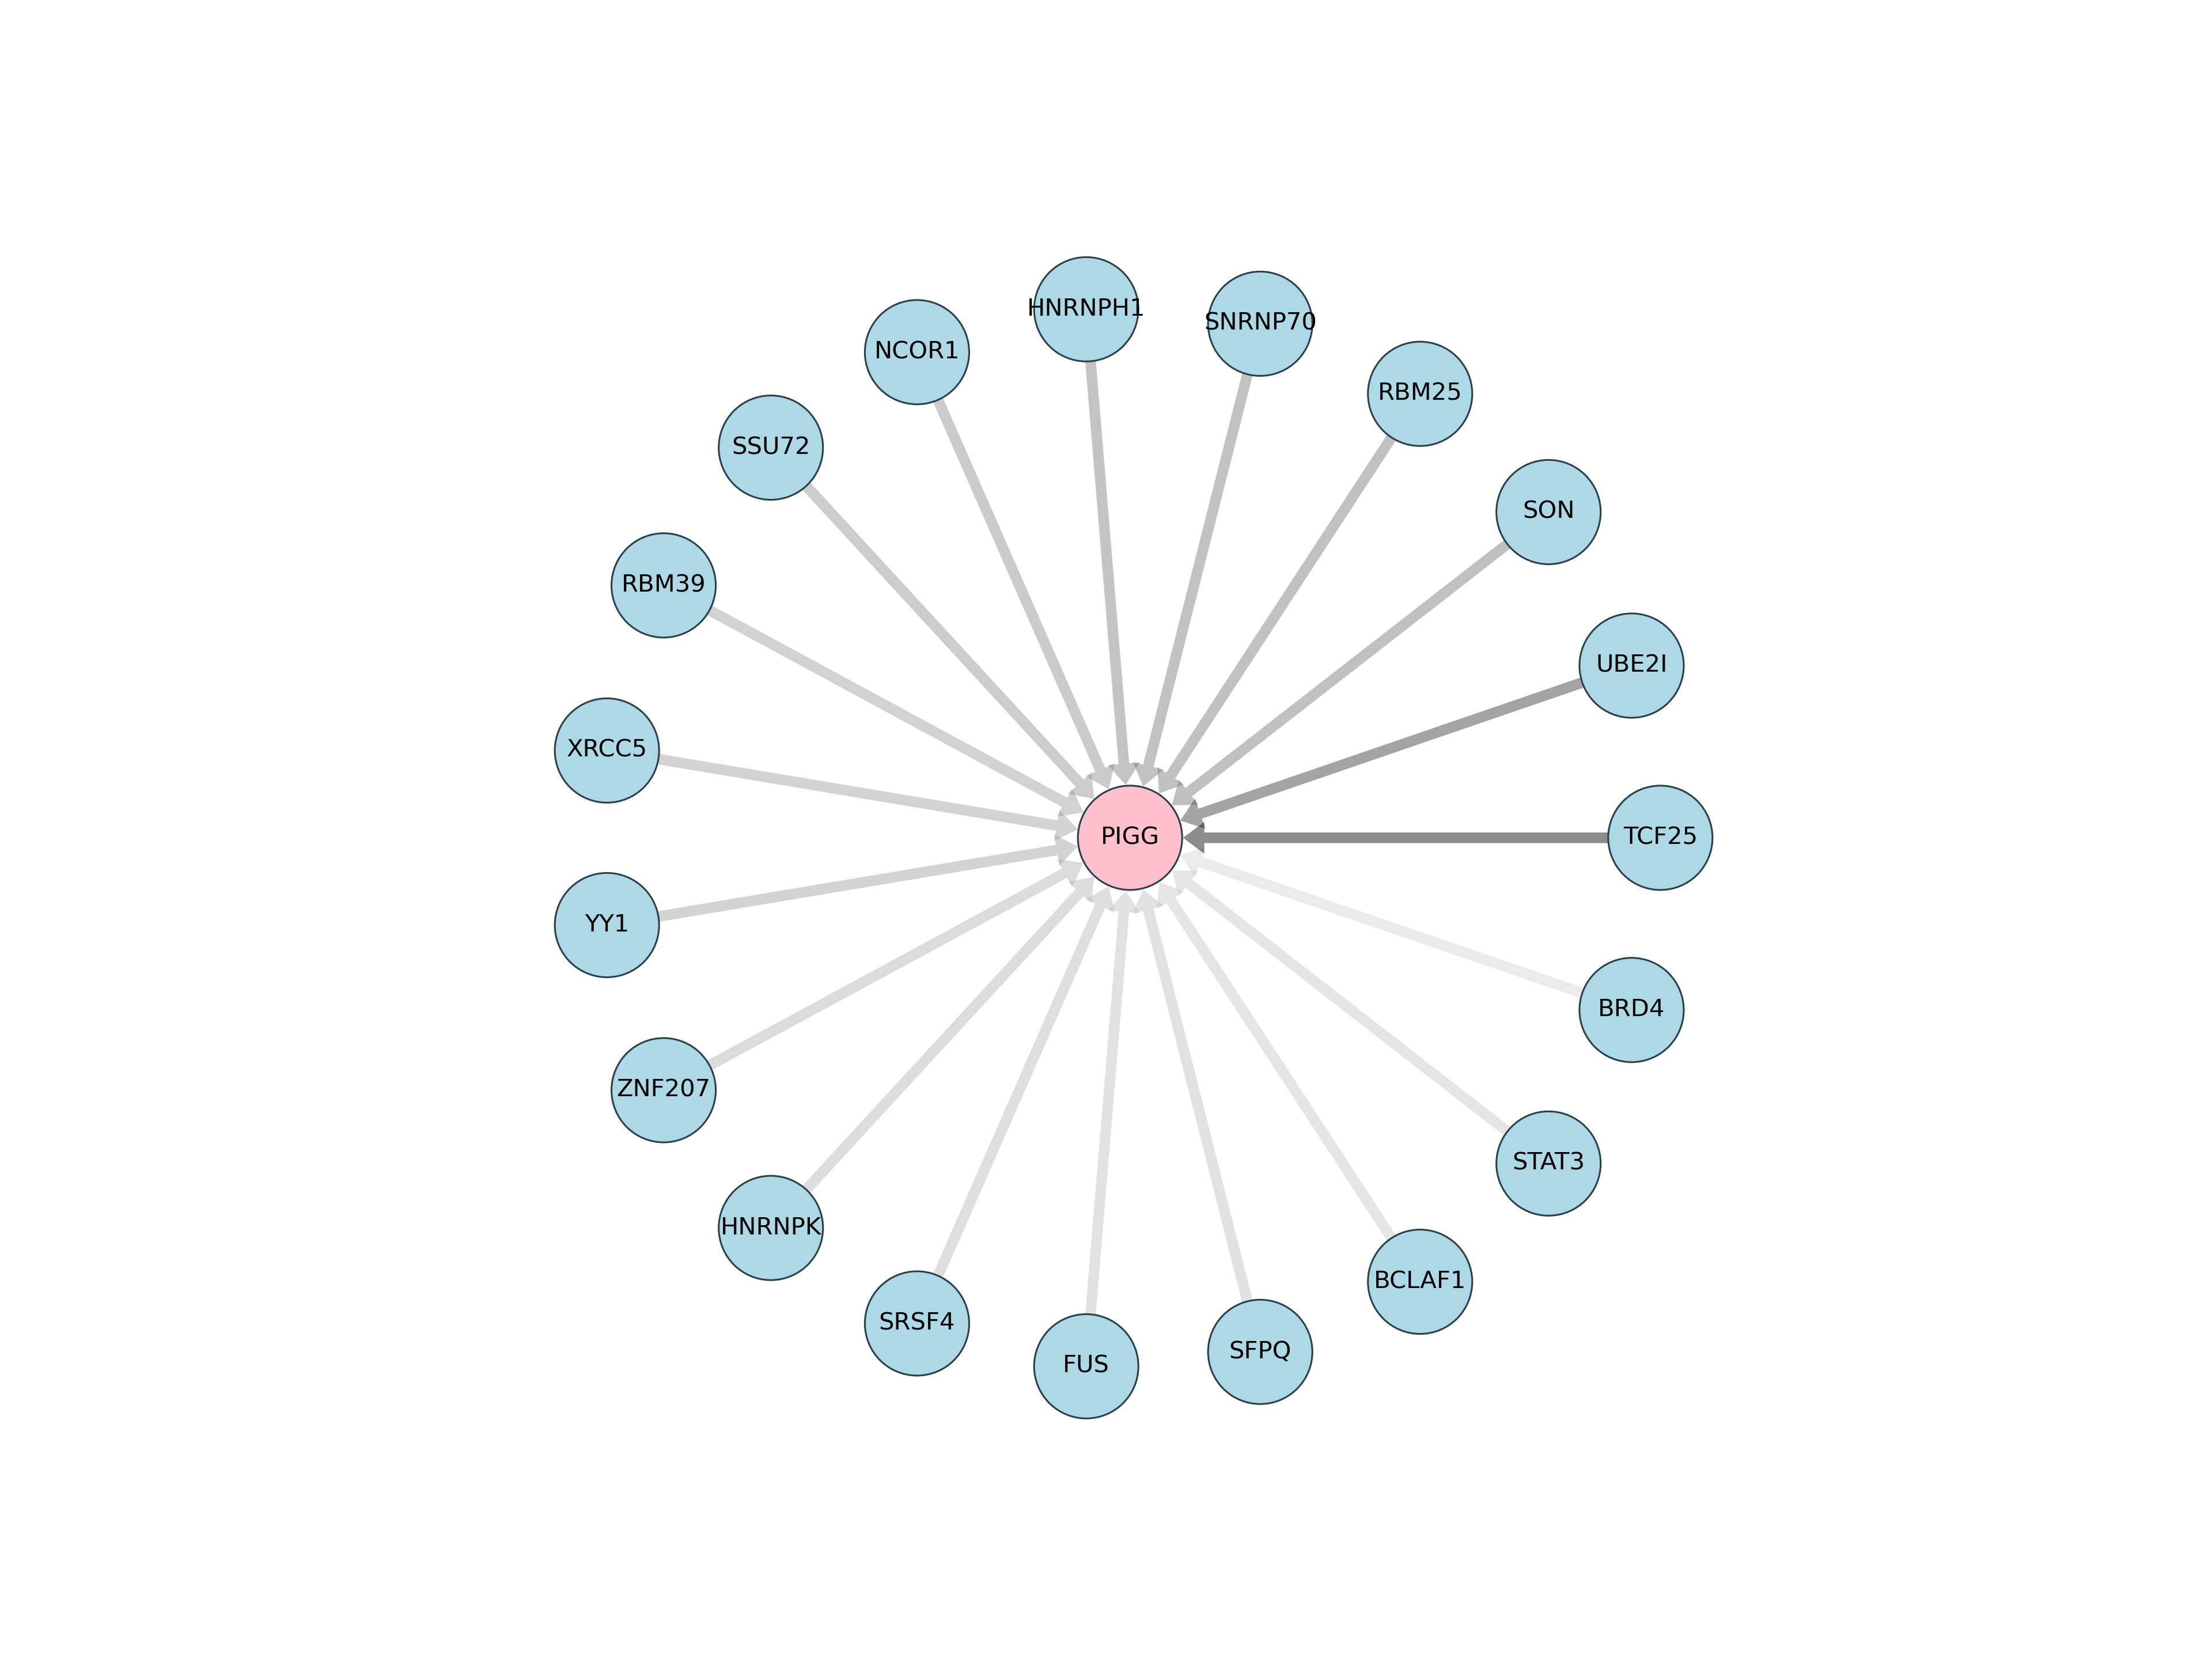 HNRNPH1
SNRNP70
NCOR1
RBM25
SSU72
SON
RBM39
UBE2I
XRCC5
PIGG
TCF25
YY1
BRD4
ZNF207
STAT3
HNRNPK
BCLAF1
SRSF4
SFPQ
FUS